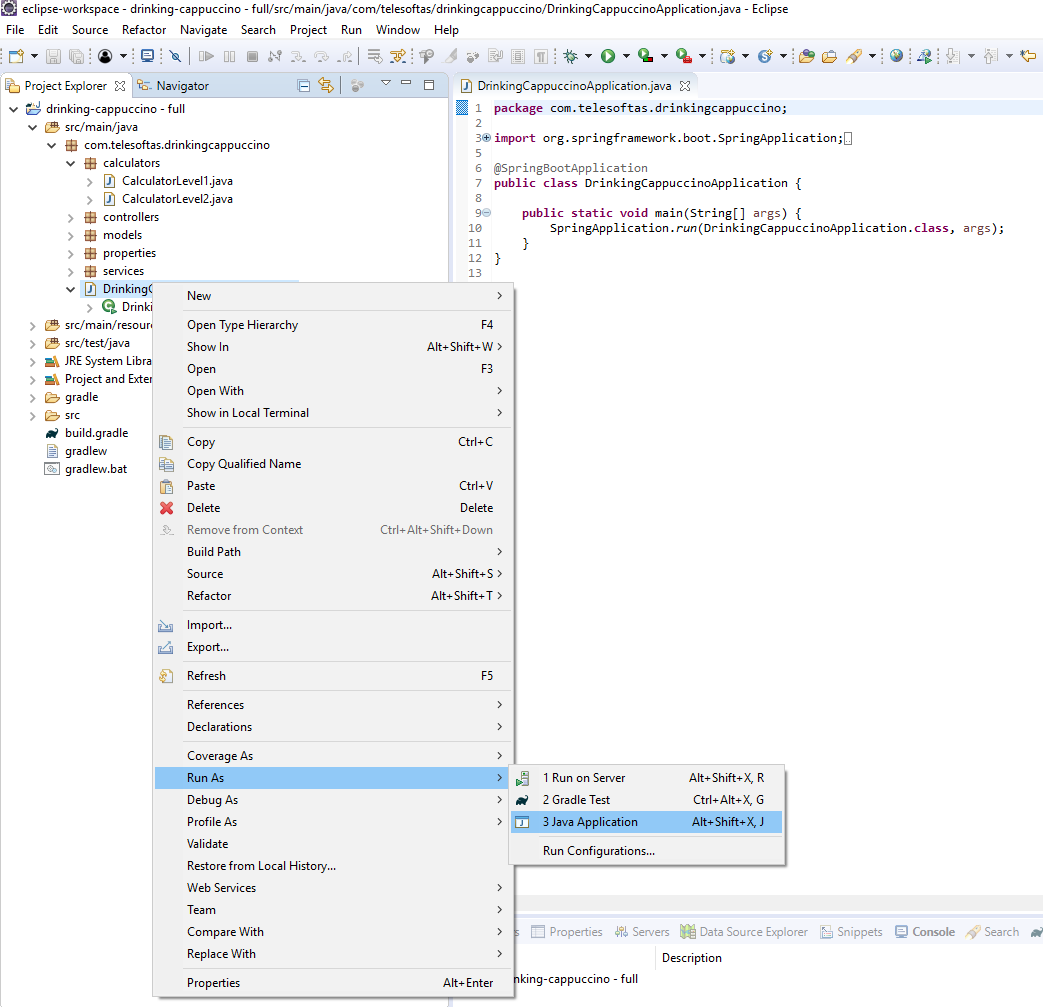 eclipse-workspace - drinking-cappuccino - full/src/main/java/com/telesoftas/drinkingcappuccino/DrinkingCappuccinoApplication.java - Eclipse
File Edit Source Refactor Navigate Search Project Run Window Help
Project Explorer Navigator
drinking-cappuccino - full
src/main/java
com.telesoftas.drinkingcappuccino
calculators
CalculatorLevel1.java
CalculatorLevel2.java
controllers
models
properties
services
DrinkingC
Drinki
src/main/resour
src/test/java
JRE System Libra
Project and Exter
gradle
src
build.gradle
gradlew
gradlew.bat
DrinkingCappuccinoApplication.java
1 package com.telesoftas.drinkingcappuccino;
2
3 import org.springframework.boot.SpringApplication;
5
6 @SpringBootApplication
7 public class DrinkingCappuccinoApplication {
8
9 public static void main(String[] args) {
10 SpringApplication.run(DrinkingCappuccinoApplication.class, args);
11 }
12 }
13
New
Open Type Hierarchy F4
Show In Alt+Shift+W
Open F3
Open With
Show in Local Terminal
Copy Ctrl+C
Copy Qualified Name
Paste Ctrl+V
Delete Delete
Remove from Context Ctrl+Alt+Shift+Down
Build Path
Source Alt+Shift+S
Refactor Alt+Shift+T
Import...
Export...
Refresh F5
References
Declarations
Coverage As
Run As
Debug As
Profile As
Validate
Restore from Local History...
Web Services
Team
Compare With
Replace With
Properties Alt+Enter
1 Run on Server Alt+Shift+X, R
2 Gradle Test Ctrl+Alt+X, G
3 Java Application Alt+Shift+X, J
Run Configurations...
s Properties Servers Data Source Explorer Snippets Console Search
Description
nking-cappuccino - full